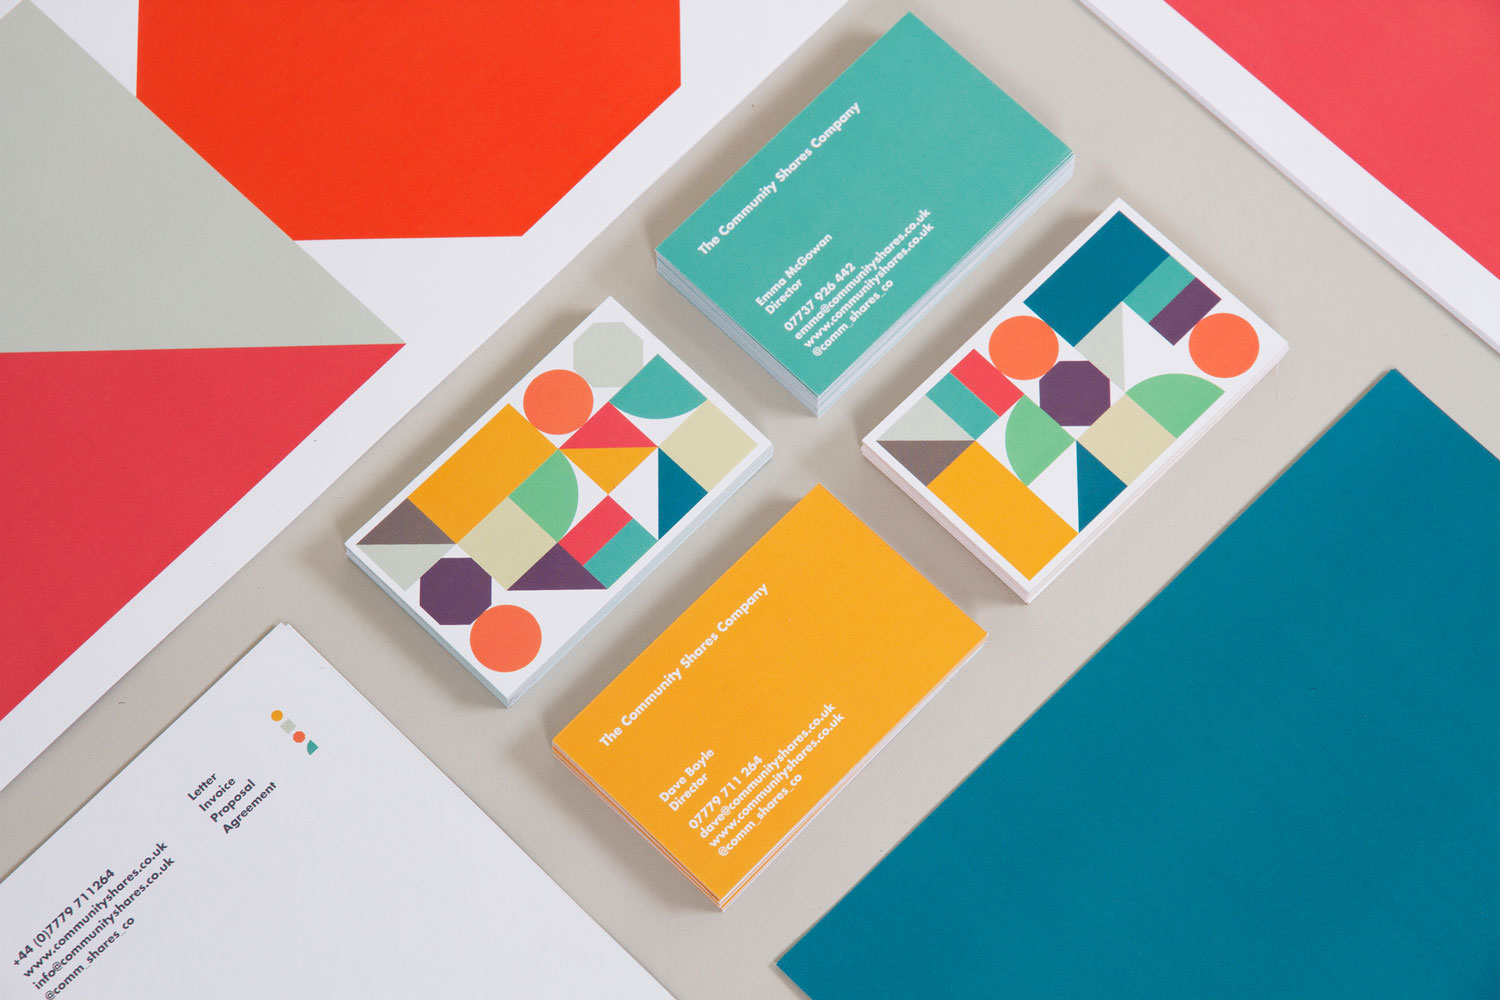 The Community Shares Company
Emma McGowan
Director
07737 926 442
emma@communityshares.co.uk
www.communityshares.co.uk
@comm_shares_co
The Community Shares Company
Dave Boyle
Director
07779 711 264
dave@communityshares.co.uk
www.communityshares.co.uk
@comm_shares_co
Letter
Invoice
Proposal
Agreement
+44 (0)7779 711264
www.communityshares.co.uk
info@communityshares.co.uk
@comm_shares_co